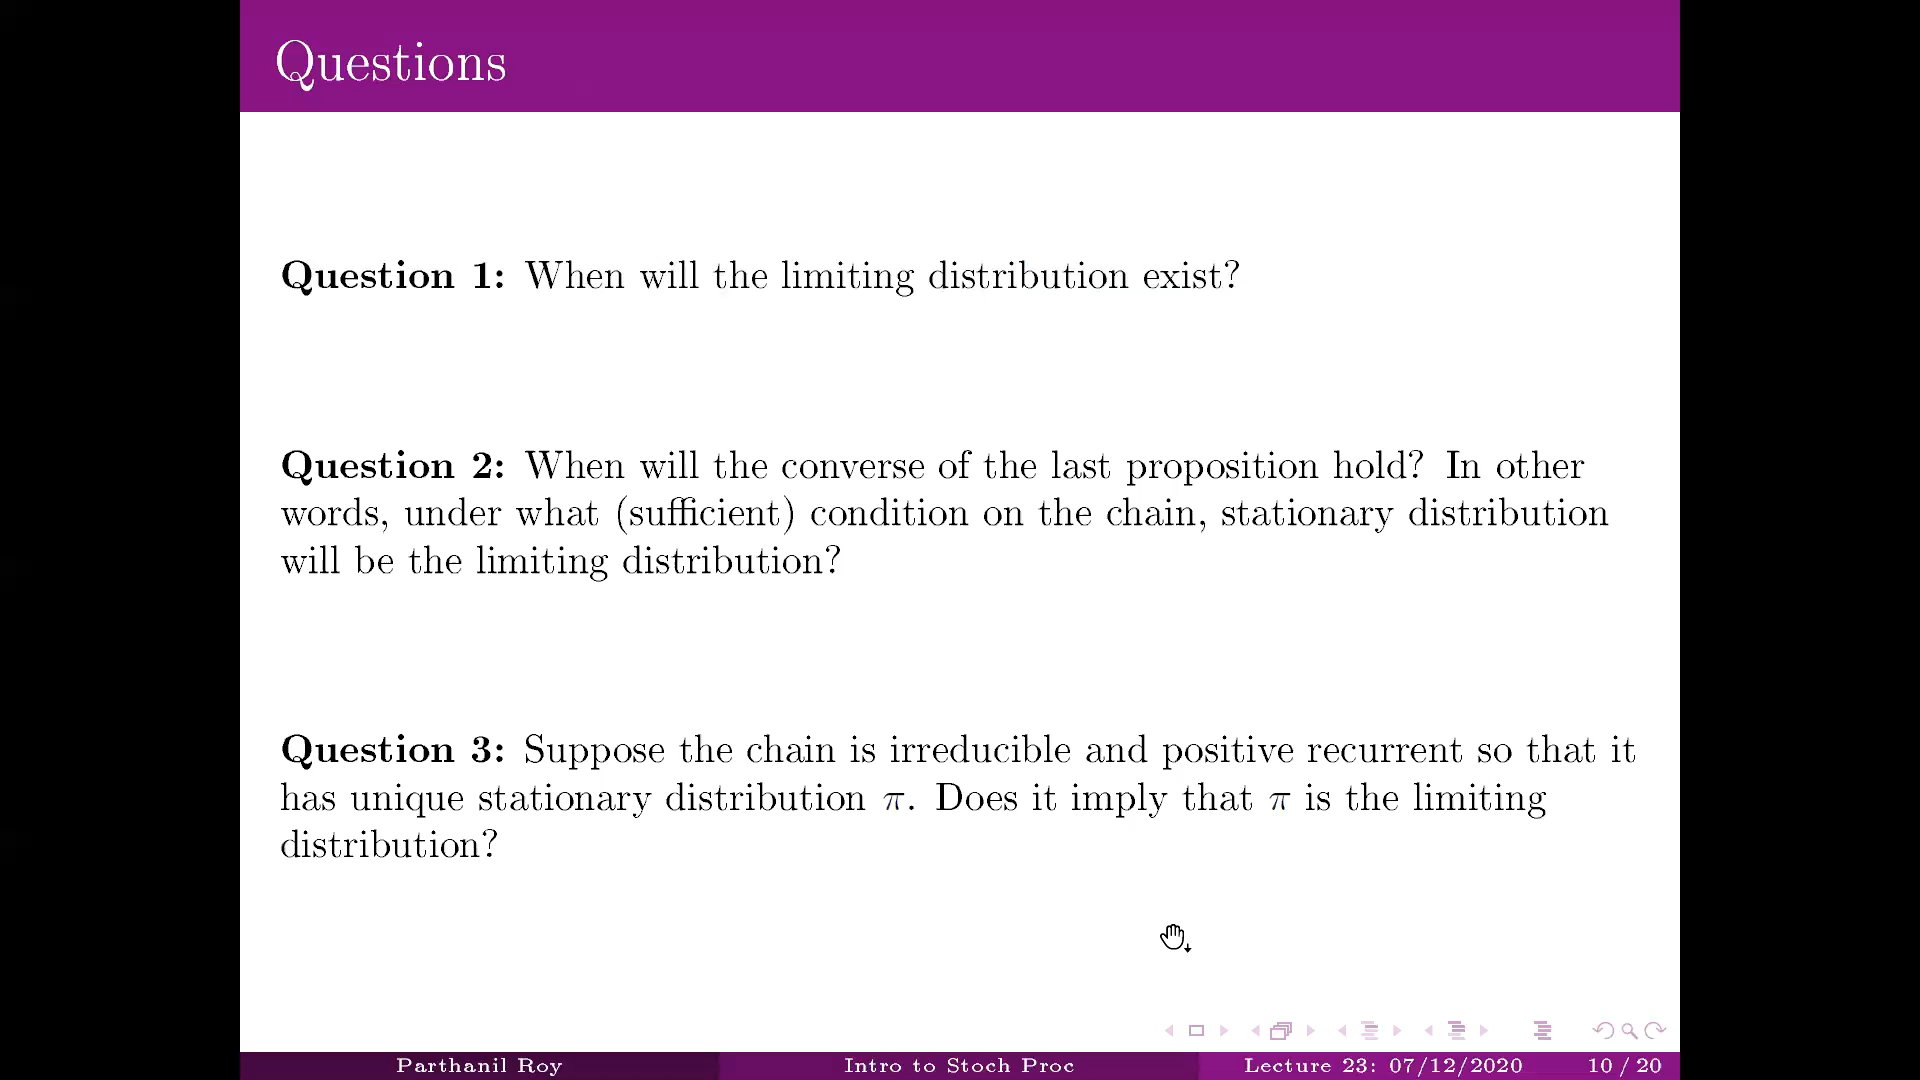 Questions
Question 1: When will the limiting distribution exist?
Question 2: When will the converse of the last proposition hold? In other
words, under what (sufficient) condition on the chain, stationary distribution
will be the limiting distribution?
Question 3: Suppose the chain is irreducible and positive recurrent so that it
has unique stationary distribution π. Does it imply that π is the limiting
distribution?
Parthanil Roy Intro to Stoch Proc Lecture 23: 07/12/2020 10 / 20